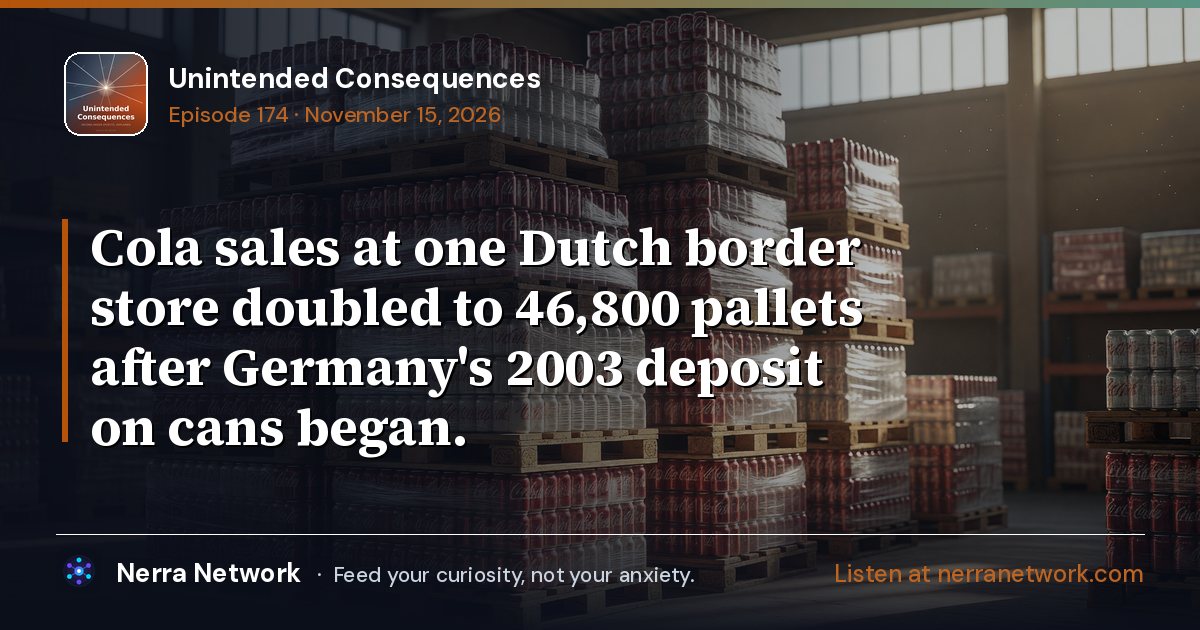 Unintended Consequences
Episode 174 · November 15, 2026
Unintended
Consequences
Cola sales at one Dutch border
store doubled to 46,800 pallets
after Germany's 2003 deposit
on cans began.
Nerra Network · Feed your curiosity, not your anxiety.
Listen at nerranetwork.com